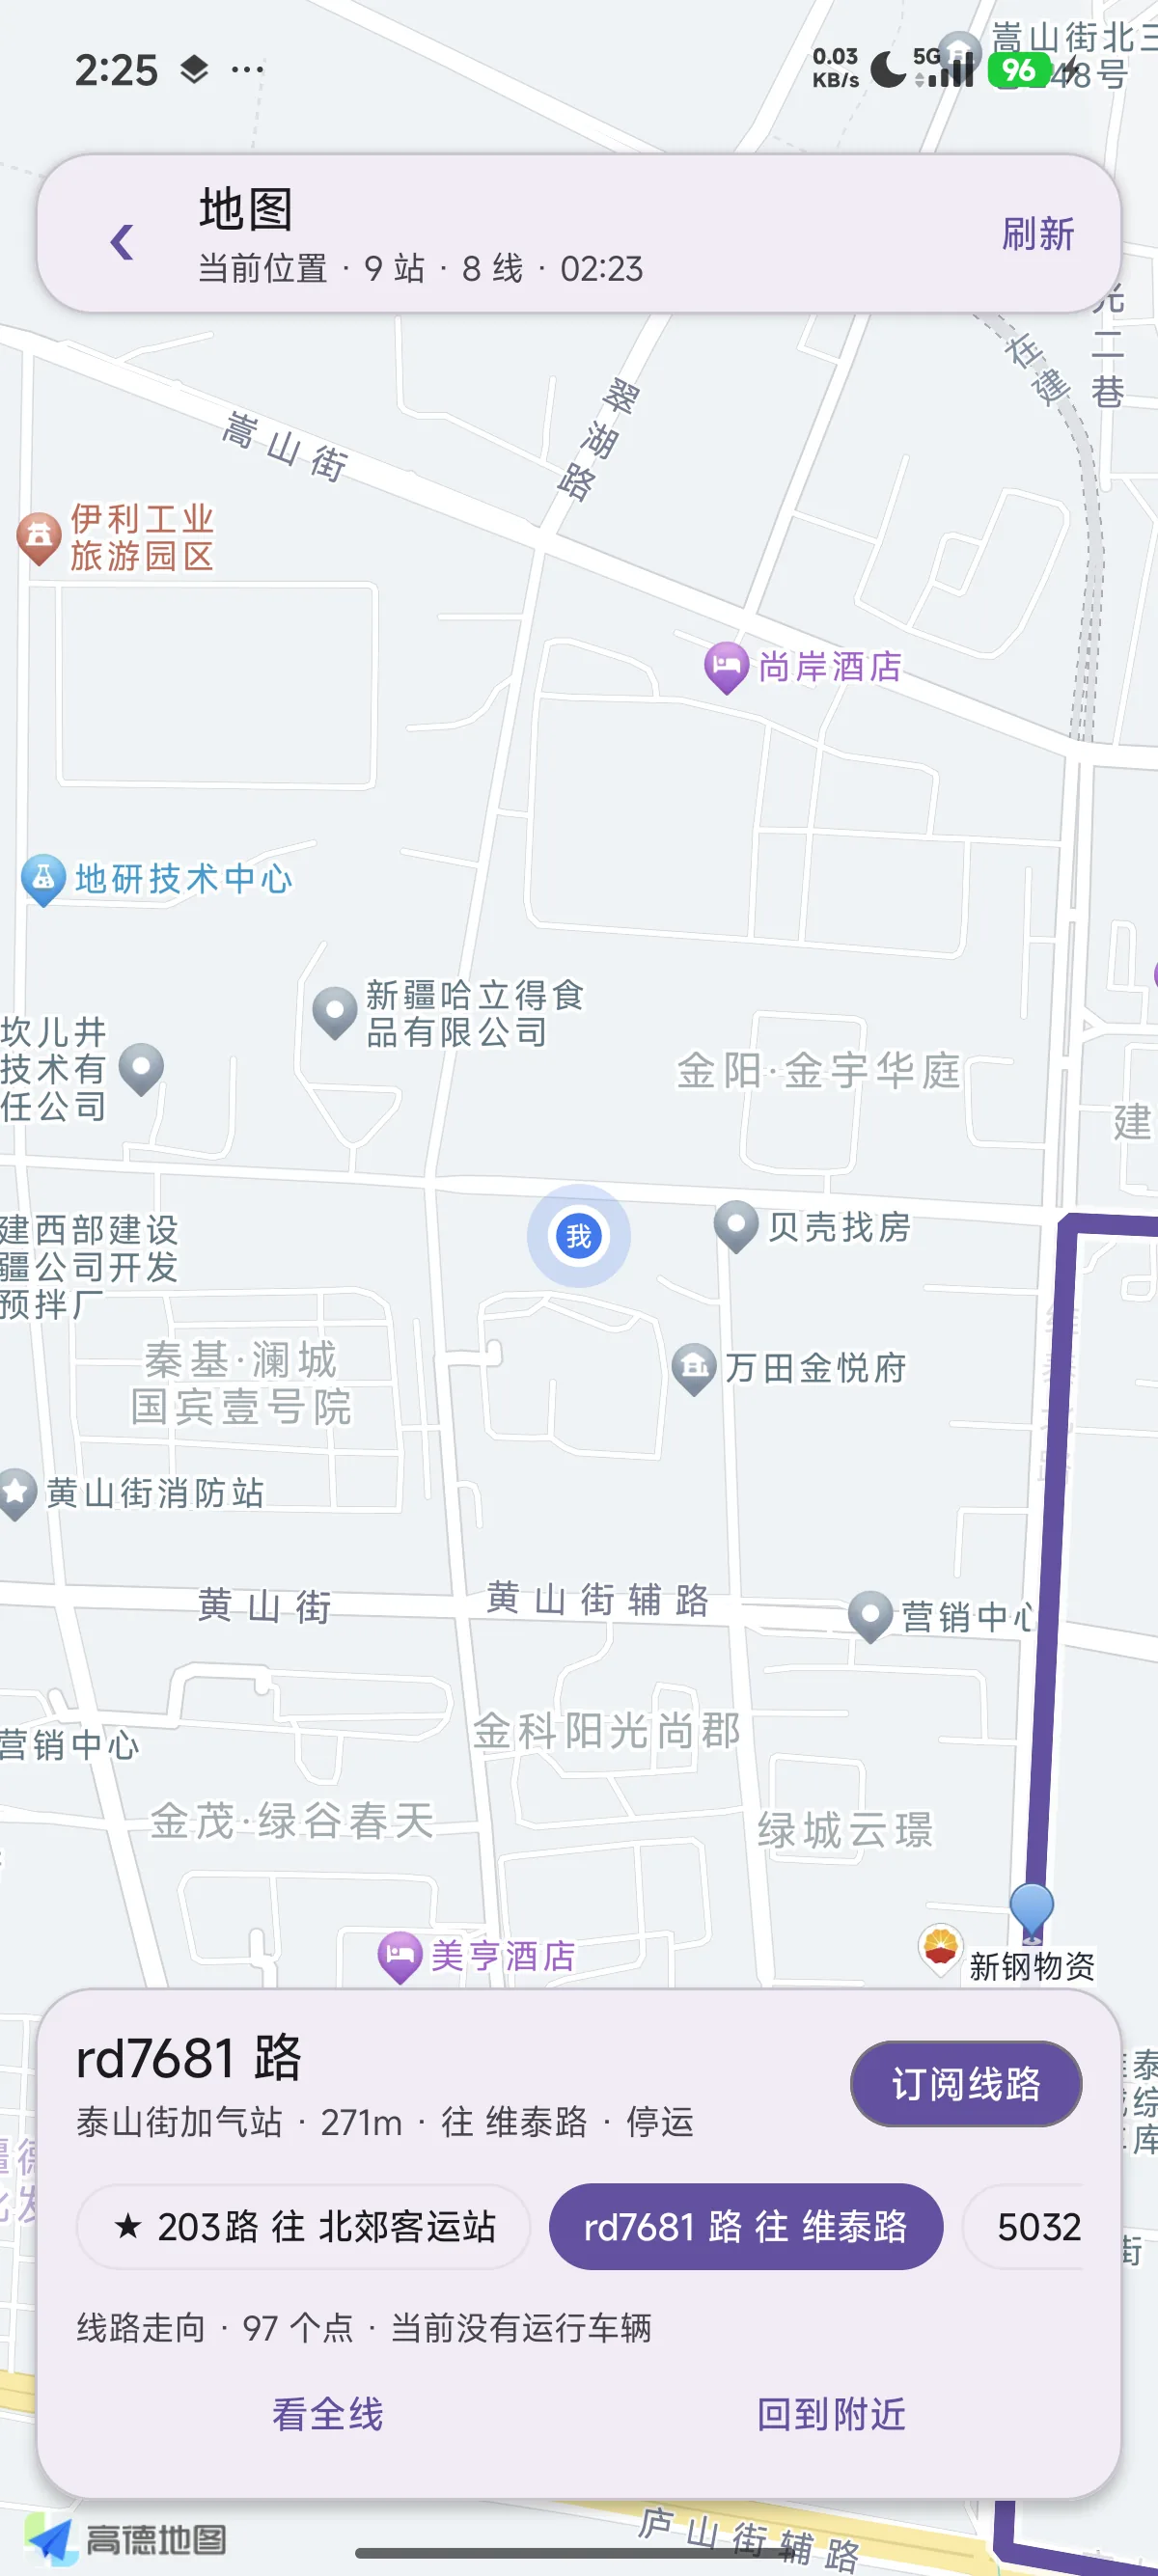 2:25
0.03
KB/s
5G
96
嵩山街北三
48号
地图
当前位置 · 9 站 · 8 线 · 02:23
刷新
光二巷
在建
翠湖路
嵩山街
伊利工业
旅游园区
尚岸酒店
地研技术中心
新疆哈立得食
品有限公司
坎儿井
技术有
任公司
金阳·金宇华庭
建
我
贝壳找房
建西部建设
疆公司开发
预拌厂
万田金悦府
秦基·澜城
国宾壹号院
黄山街消防站
黄山街
黄山街辅路
营销中心
金科阳光尚郡
营销中心
金茂·绿谷春天
绿城云璟
美亨酒店
新钢物资
rd7681 路
订阅线路
泰山街加气站 · 271m · 往 维泰路 · 停运
★ 203路 往 北郊客运站
rd7681 路 往 维泰路
5032
街
线路走向 · 97 个点 · 当前没有运行车辆
看全线
回到附近
高德地图
庐山街辅路